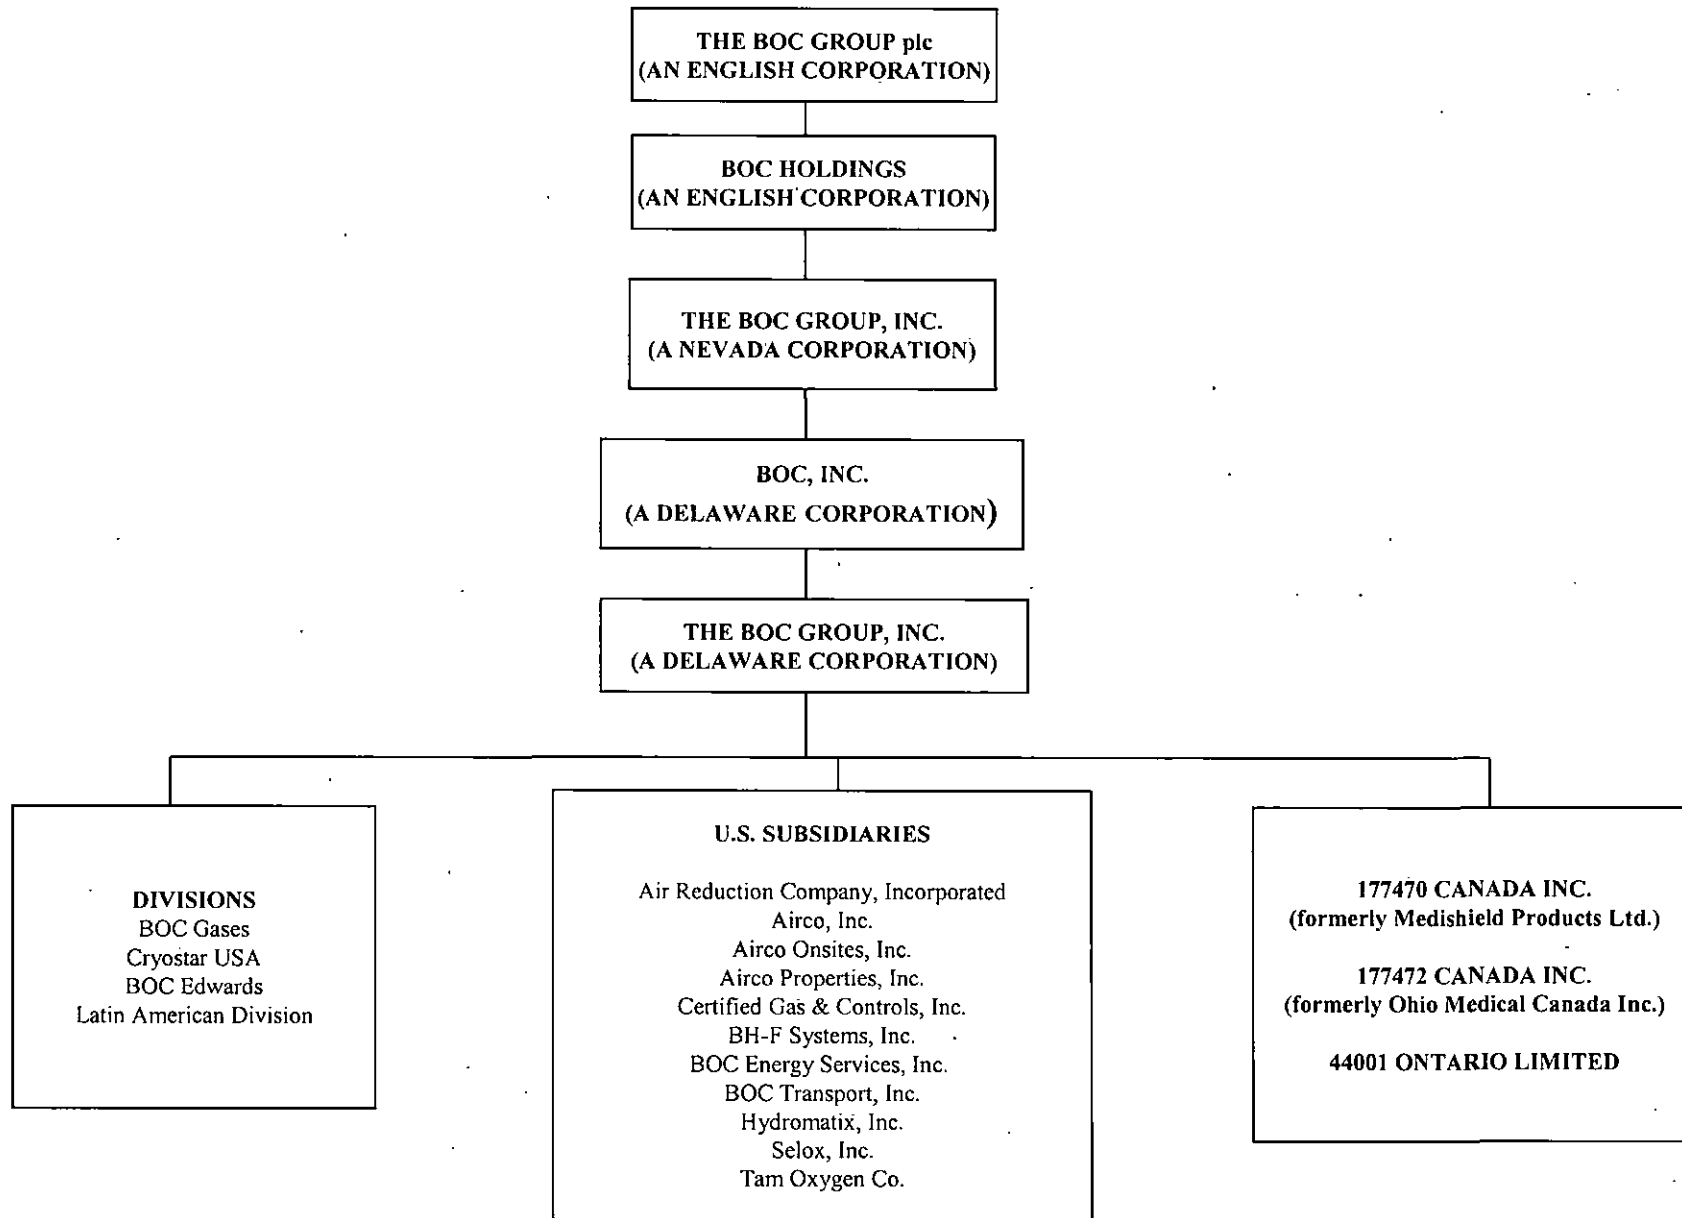 THE BOC GROUP plc
(AN ENGLISH CORPORATION)
BOC HOLDINGS
(AN ENGLISH CORPORATION)
THE BOC GROUP, INC.
(A NEVADA CORPORATION)
BOC, INC.
(A DELAWARE CORPORATION)
THE BOC GROUP, INC.
(A DELAWARE CORPORATION)
DIVISIONS
BOC Gases
Cryostar USA
BOC Edwards
Latin American Division
U.S. SUBSIDIARIES
Air Reduction Company, Incorporated
Airco, Inc.
Airco Onsites, Inc.
Airco Properties, Inc.
Certified Gas & Controls, Inc.
BH-F Systems, Inc.
BOC Energy Services, Inc.
BOC Transport, Inc.
Hydromatix, Inc.
Selox, Inc.
Tam Oxygen Co.
177470 CANADA INC.
(formerly Medishield Products Ltd.)
177472 CANADA INC.
(formerly Ohio Medical Canada Inc.)
44001 ONTARIO LIMITED